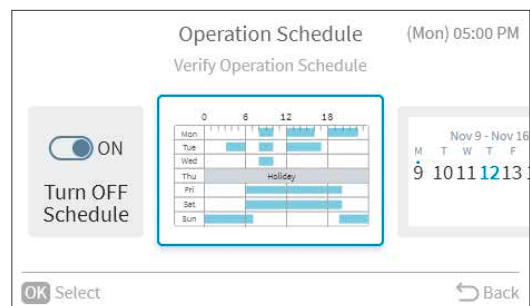 Operation Schedule
(Mon) 05:00 PM
Verify Operation Schedule
ON
Turn OFF
Schedule
0 6 12 18
Mon
Tue
Wed
Thu Holiday
Fri
Sat
Sun
Nov 9 - Nov 16
M T W T F
9 10 11 12 13
OK Select
Back